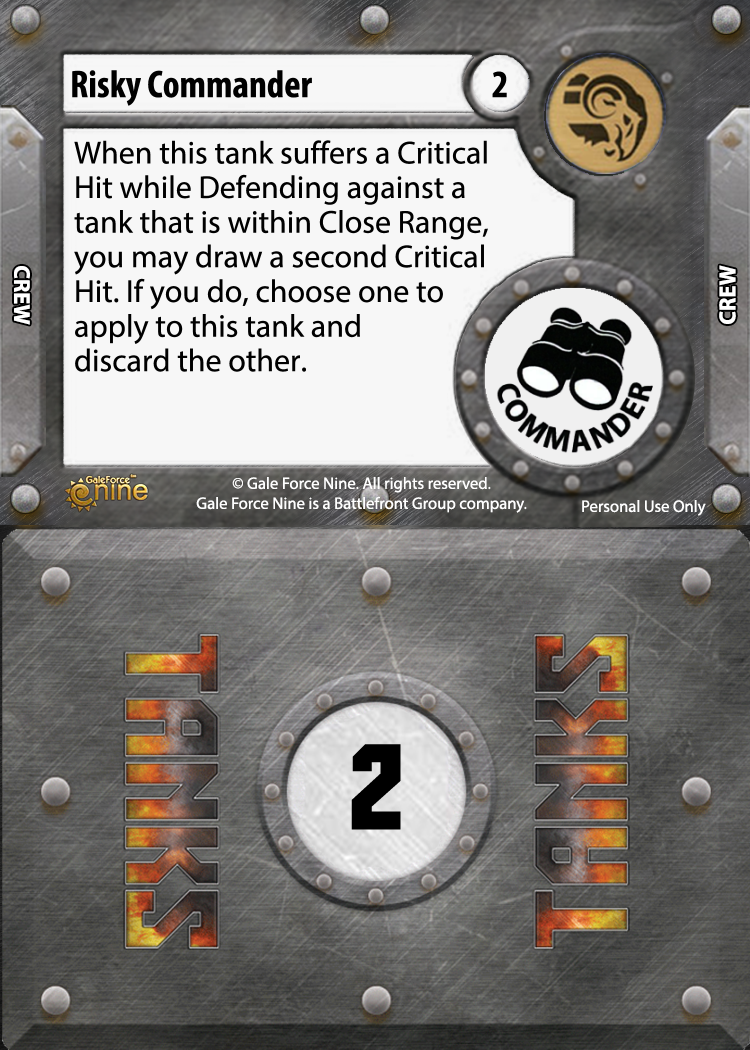 Risky Commander
2
When this tank suffers a Critical
Hit while Defending against a
tank that is within Close Range,
you may draw a second Critical
Hit. If you do, choose one to
apply to this tank and
discard the other.
CREW
CREW
COMMANDER
GaleForce™
nine
© Gale Force Nine. All rights reserved.
Gale Force Nine is a Battlefront Group company.
Personal Use Only
TANKS
2
TANKS